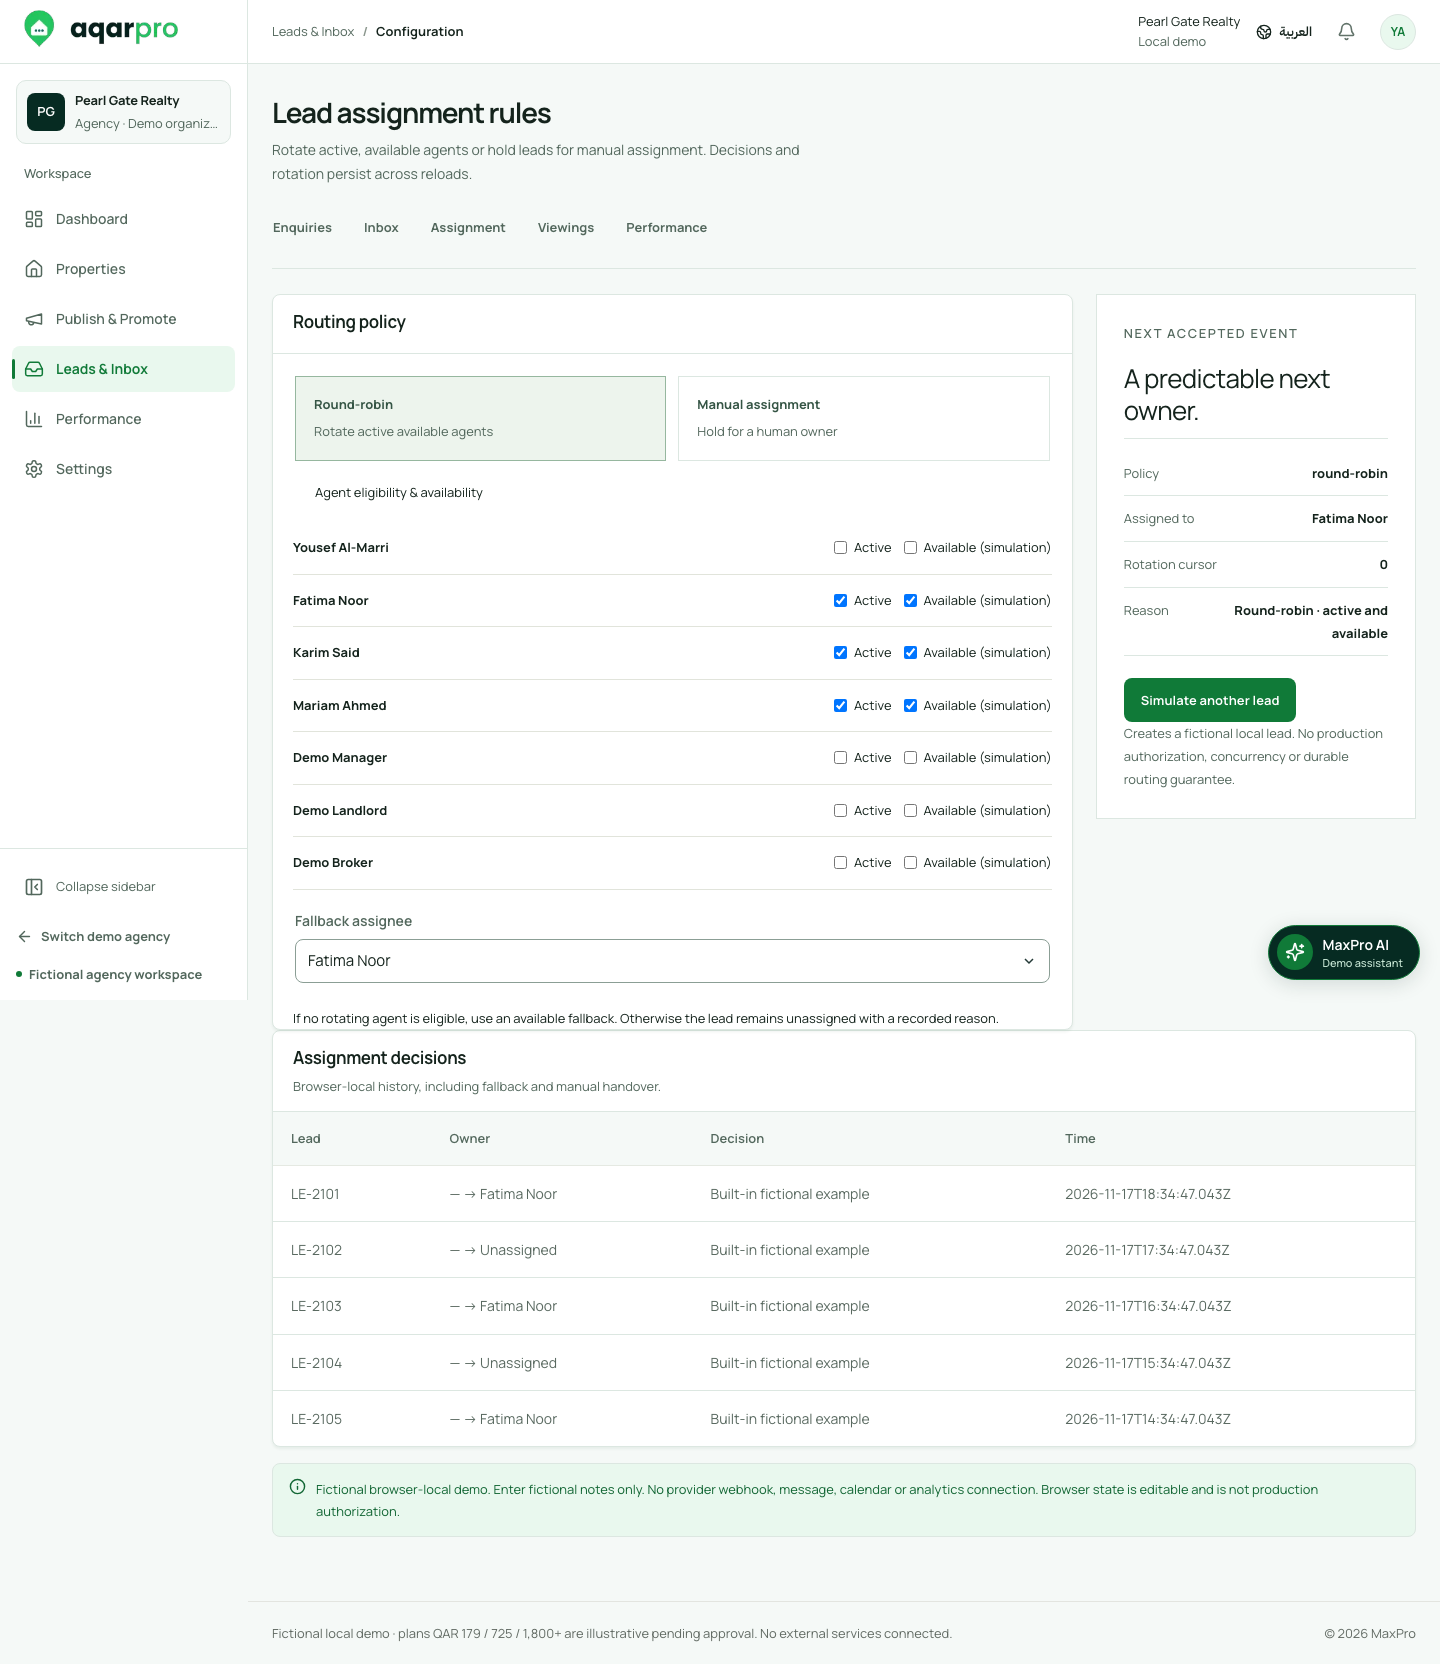 aqarpro
Leads & Inbox / Configuration
Pearl Gate Realty
Local demo
العربية
YA
PG
Pearl Gate Realty
Agency · Demo organiz...
Workspace
Dashboard
Properties
Publish & Promote
Leads & Inbox
Performance
Settings
Collapse sidebar
Switch demo agency
Fictional agency workspace
Lead assignment rules
Rotate active, available agents or hold leads for manual assignment. Decisions and
rotation persist across reloads.
Enquiries Inbox Assignment Viewings Performance
Routing policy
Round-robin
Rotate active available agents
Manual assignment
Hold for a human owner
Agent eligibility & availability
Yousef Al-Marri Active Available (simulation)
Fatima Noor Active Available (simulation)
Karim Said Active Available (simulation)
Mariam Ahmed Active Available (simulation)
Demo Manager Active Available (simulation)
Demo Landlord Active Available (simulation)
Demo Broker Active Available (simulation)
Fallback assignee
Fatima Noor
If no rotating agent is eligible, use an available fallback. Otherwise the lead remains unassigned with a recorded reason.
NEXT ACCEPTED EVENT
A predictable next
owner.
Policy round-robin
Assigned to Fatima Noor
Rotation cursor 0
Reason Round-robin · active and
available
Simulate another lead
Creates a fictional local lead. No production
authorization, concurrency or durable
routing guarantee.
MaxPro AI
Demo assistant
Assignment decisions
Browser-local history, including fallback and manual handover.
Lead Owner Decision Time
LE-2101 — → Fatima Noor Built-in fictional example 2026-11-17T18:34:47.043Z
LE-2102 — → Unassigned Built-in fictional example 2026-11-17T17:34:47.043Z
LE-2103 — → Fatima Noor Built-in fictional example 2026-11-17T16:34:47.043Z
LE-2104 — → Unassigned Built-in fictional example 2026-11-17T15:34:47.043Z
LE-2105 — → Fatima Noor Built-in fictional example 2026-11-17T14:34:47.043Z
Fictional browser-local demo. Enter fictional notes only. No provider webhook, message, calendar or analytics connection. Browser state is editable and is not production
authorization.
Fictional local demo · plans QAR 179 / 725 / 1,800+ are illustrative pending approval. No external services connected.
© 2026 MaxPro